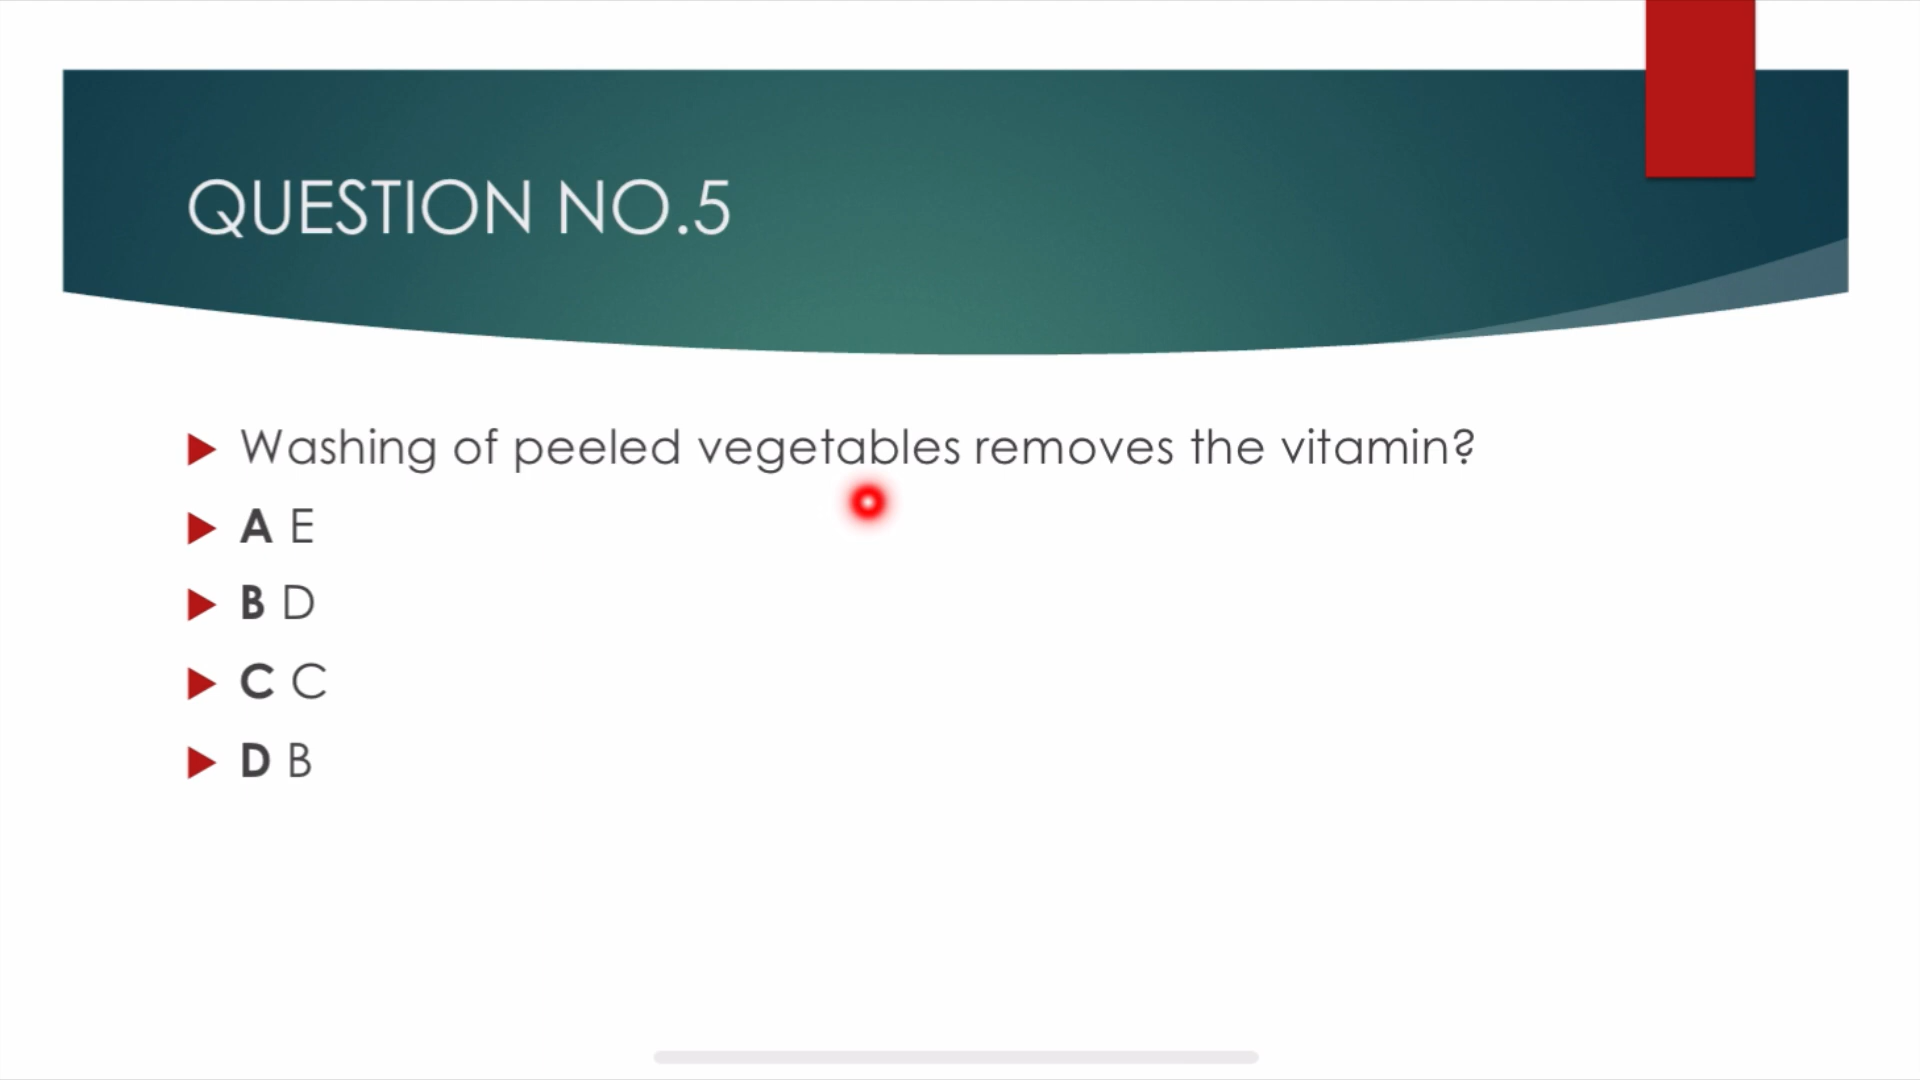 QUESTION NO.5
Washing of peeled vegetables removes the vitamin?
A E
B D
C C
D B